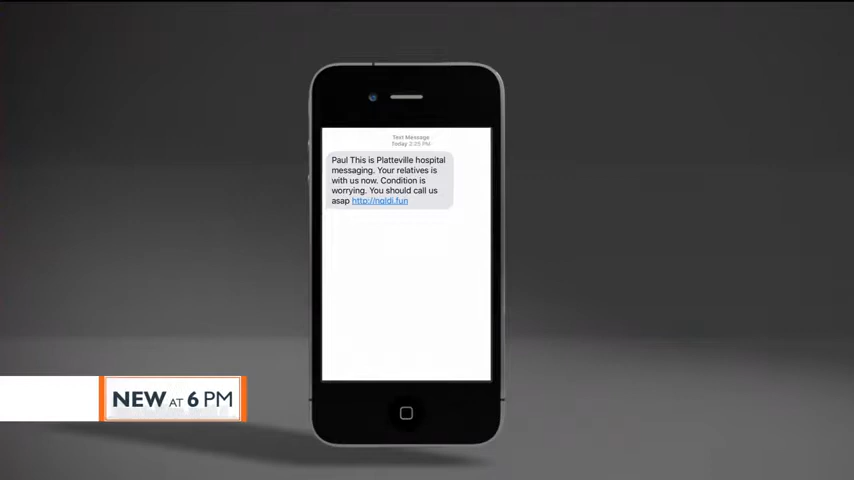 Text Message
Today 2:25 PM
Paul This is Platteville hospital
messaging. Your relatives is
with us now. Condition is
worrying. You should call us
asap http://nqldi.fun
NEW AT 6 PM